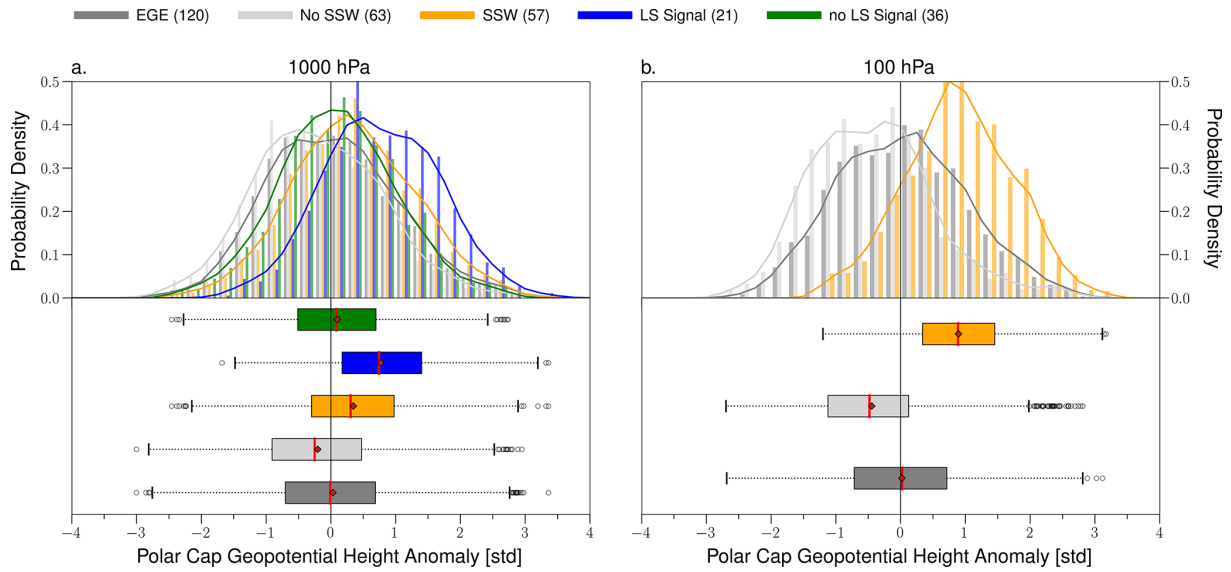 EGE (120) No SSW (63) SSW (57) LS Signal (21) no LS Signal (36)
a. 1000 hPa
b. 100 hPa
0.5
0.4
0.3
0.2
0.1
0.0
Probability Density
0.5
0.4
0.3
0.2
0.1
0.0
Probability Density
−4 −3 −2 −1 0 1 2 3 4
Polar Cap Geopotential Height Anomaly [std]
−4 −3 −2 −1 0 1 2 3 4
Polar Cap Geopotential Height Anomaly [std]